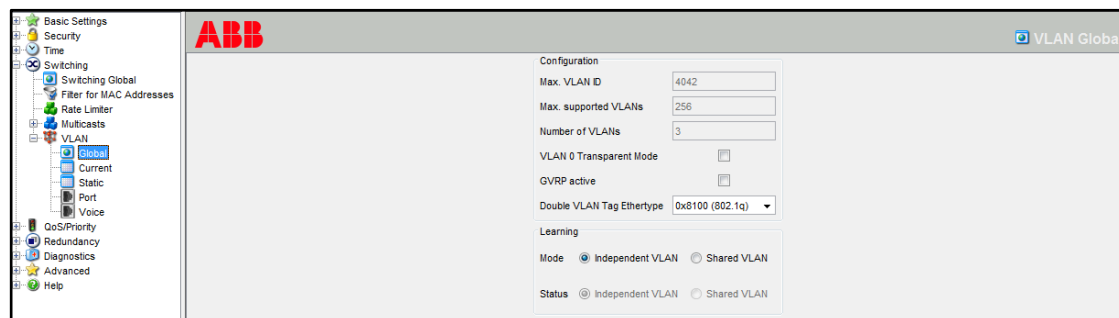 Basic Settings
Security
Time
Switching
Switching Global
Filter for MAC Addresses
Rate Limiter
Multicasts
VLAN
Global
Current
Static
Port
Voice
QoS/Priority
Redundancy
Diagnostics
Advanced
Help
ABB
VLAN Global
Configuration
Max. VLAN ID 4042
Max. supported VLANs 256
Number of VLANs 3
VLAN 0 Transparent Mode
GVRP active
Double VLAN Tag Ethertype 0x8100 (802.1q)
Learning
Mode Independent VLAN Shared VLAN
Status Independent VLAN Shared VLAN